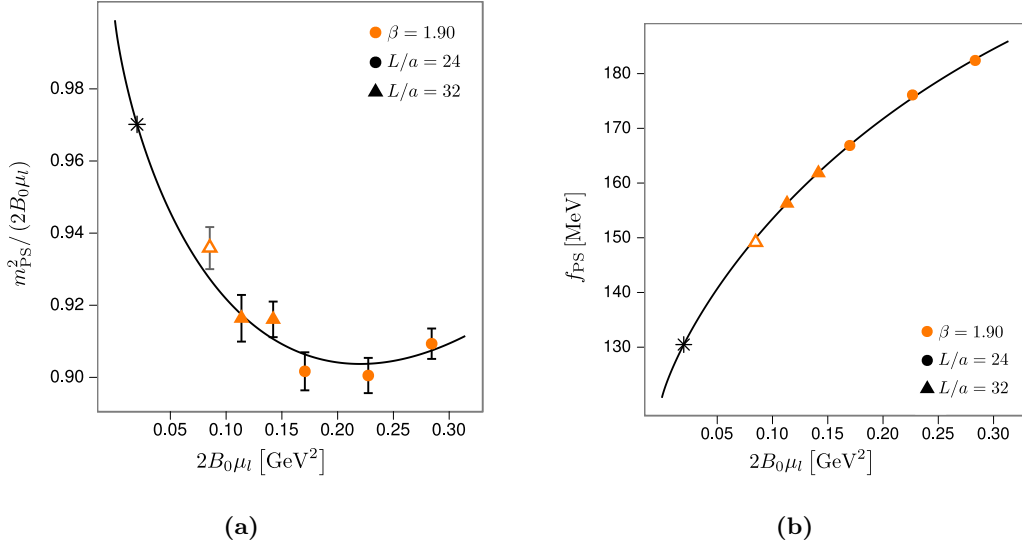 0.98
0.96
0.94
0.92
0.90
m²_PS/(2B₀μ_l)
0.05 0.10 0.15 0.20 0.25 0.30
2B₀μ_l [GeV²]
β = 1.90
L/a = 24
L/a = 32
(a)
180
170
160
150
140
130
f_PS [MeV]
0.05 0.10 0.15 0.20 0.25 0.30
2B₀μ_l [GeV²]
β = 1.90
L/a = 24
L/a = 32
(b)